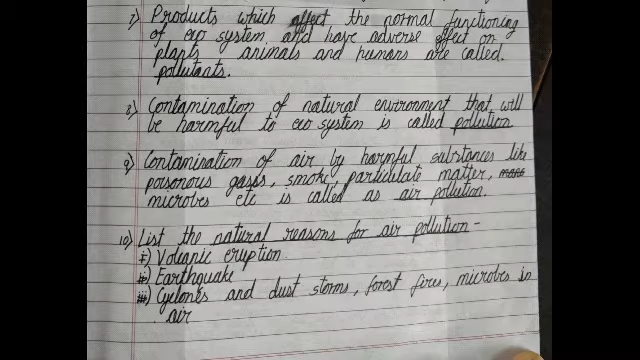 7) Products which affect the normal functioning
of eco system and have adverse effect on
plants animals and humans are called
pollutants.
8) Contamination of natural environment that will
be harmful to eco system is called pollution
9) Contamination of air by harmful substances like
poisonous gases, smoke, particulate matter,
microbes etc is called as air pollution.
10) List the natural reasons for air pollution -
i) Volcanic eruption
ii) Earthquake
iii) Cyclones and dust storms, forest fires, microbes in
air